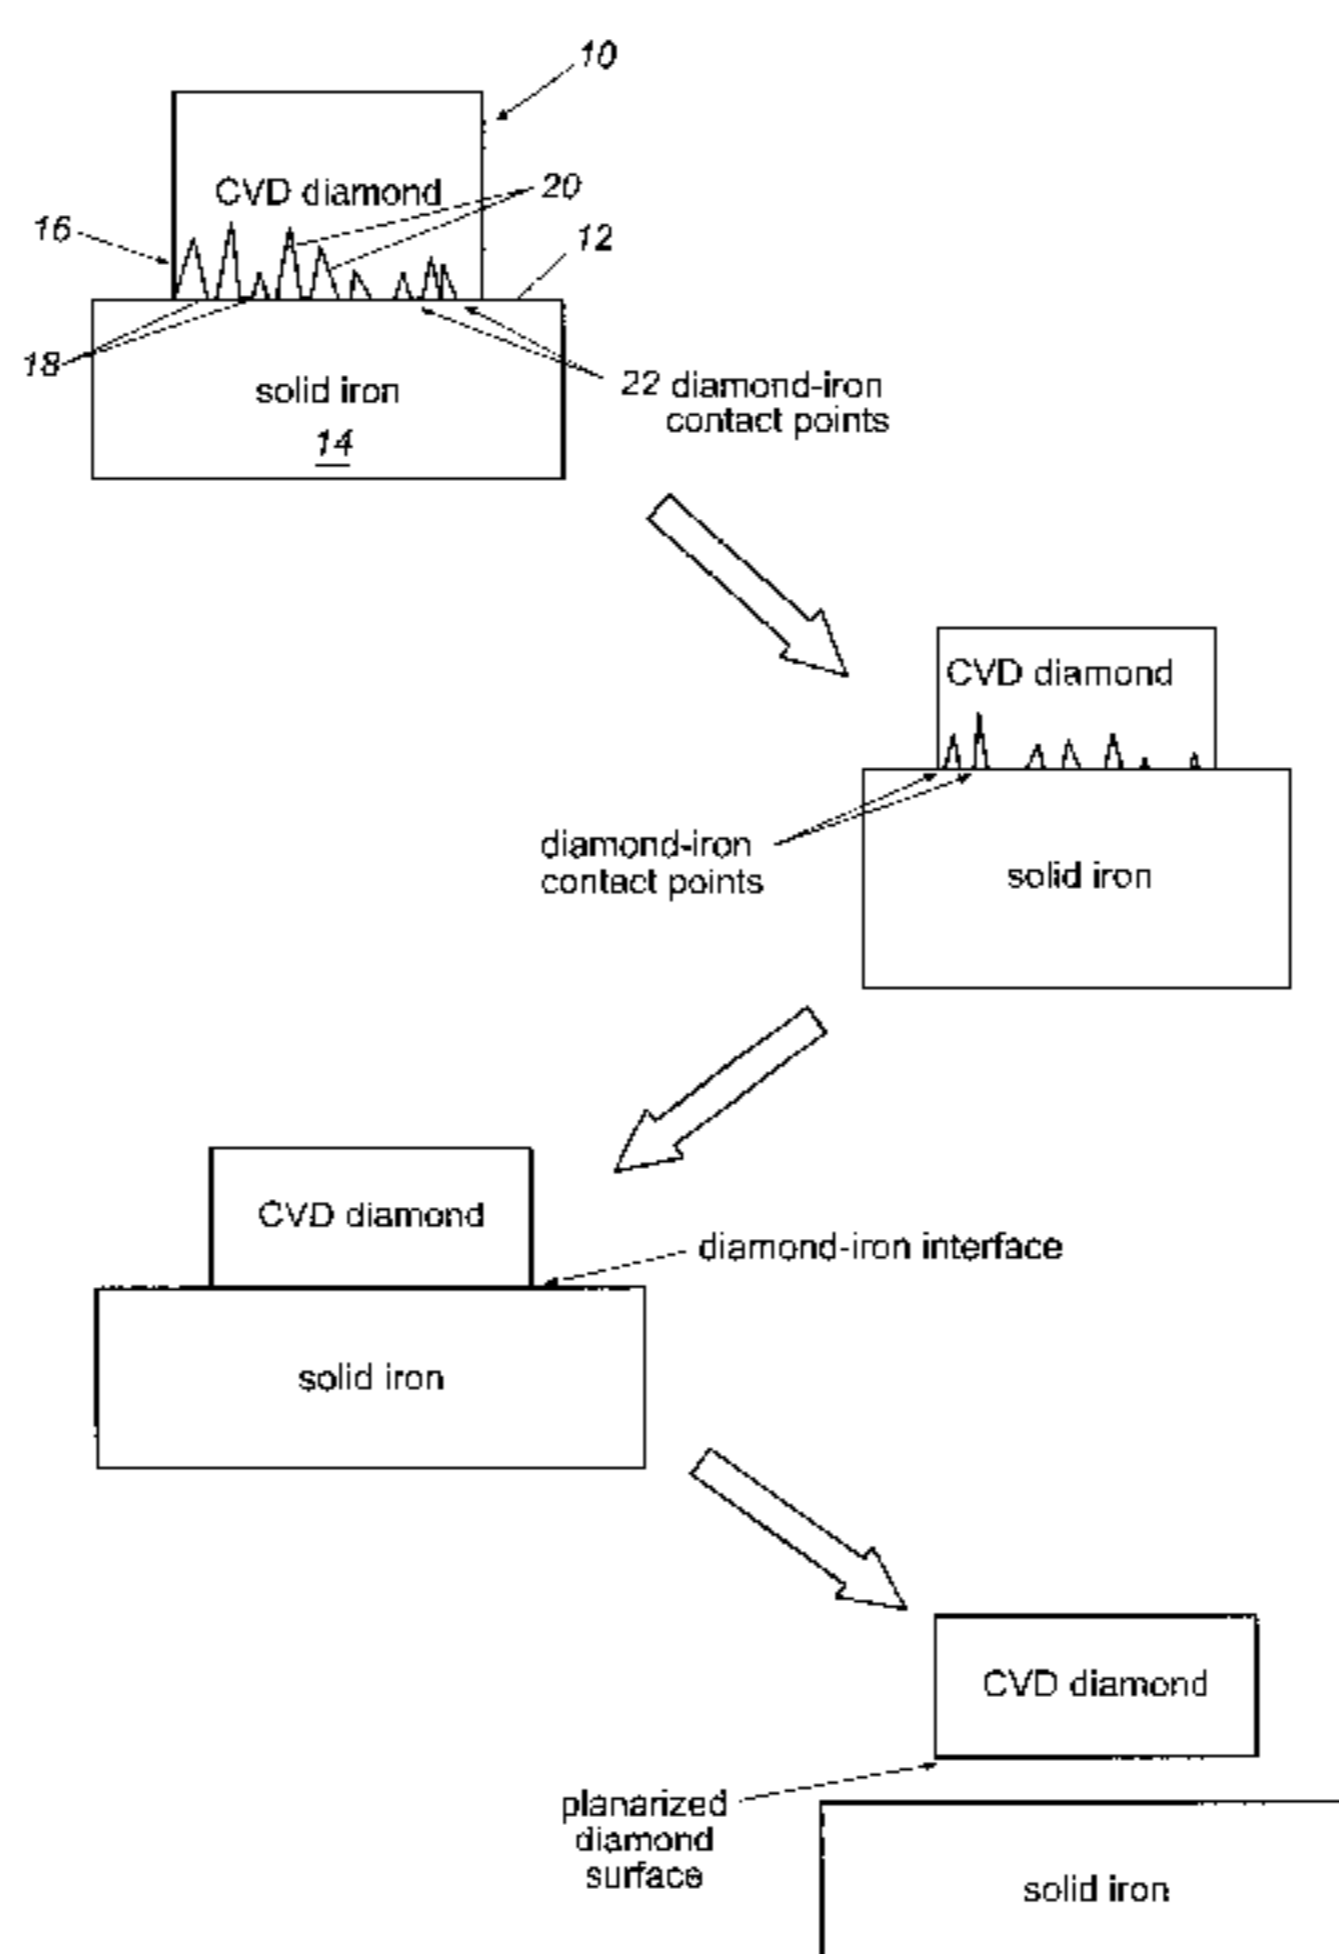 10
CVD diamond
20
16
12
18
solid iron
14
22 diamond-iron
contact points
CVD diamond
diamond-iron
contact points
solid iron
CVD diamond
diamond-iron interface
solid iron
CVD diamond
planarized
diamond
surface
solid iron